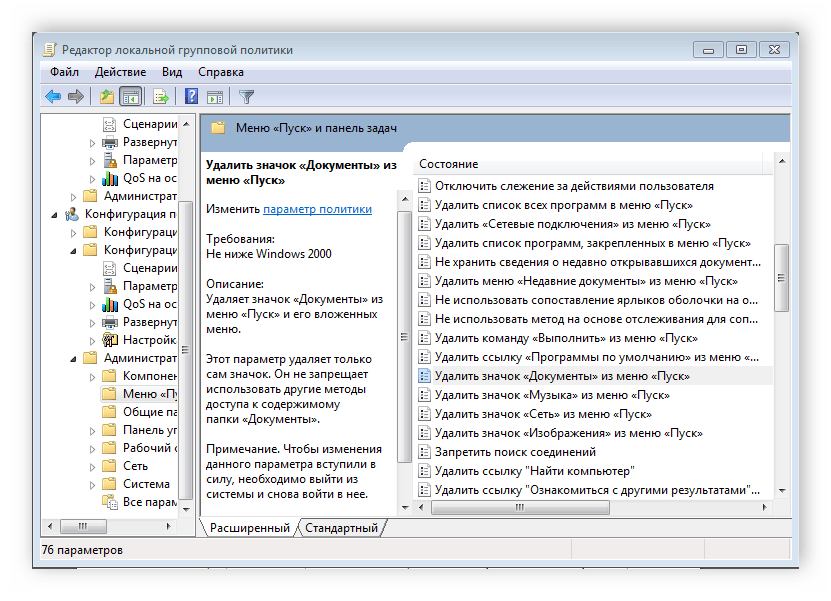 Редактор локальной групповой политики
Файл Действие Вид Справка
Меню «Пуск» и панель задач
Сценарии
Развернут
Параметр
QoS на ос
Администрат
Конфигурация п
Конфигураци
Конфигураци
Сценарии
Параметр
QoS на ос
Развернут
Настройк
Администрат
Компонен
Меню «Пу
Общие па
Панель уп
Рабочий с
Сеть
Система
Все парам
Удалить значок «Документы» из
меню «Пуск»
Изменить параметр политики
Требования:
Не ниже Windows 2000
Описание:
Удаляет значок «Документы» из
меню «Пуск» и его вложенных
меню.
Этот параметр удаляет только
сам значок. Он не запрещает
использовать другие методы
доступа к содержимому
папки «Документы».
Примечание. Чтобы изменения
данного параметра вступили в
силу, необходимо выйти из
системы и снова войти в нее.
Состояние
Отключить слежение за действиями пользователя
Удалить список всех программ в меню «Пуск»
Удалить «Сетевые подключения» из меню «Пуск»
Удалить список программ, закрепленных в меню «Пуск»
Не хранить сведения о недавно открывавшихся документ...
Удалить меню «Недавние документы» из меню «Пуск»
Не использовать сопоставление ярлыков оболочки на о...
Не использовать метод на основе отслеживания для соп...
Удалить команду «Выполнить» из меню «Пуск»
Удалить ссылку «Программы по умолчанию» из меню «...
Удалить значок «Документы» из меню «Пуск»
Удалить значок «Музыка» из меню «Пуск»
Удалить значок «Сеть» из меню «Пуск»
Удалить значок «Изображения» из меню «Пуск»
Запретить поиск соединений
Удалить ссылку "Найти компьютер"
Удалить ссылку "Ознакомиться с другими результатами"...
Расширенный Стандартный
76 параметров